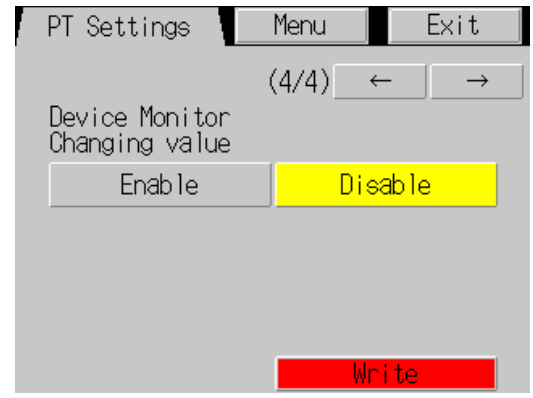 PT Settings Menu Exit
(4/4) ← →
Device Monitor
Changing value
Enable Disable
Write